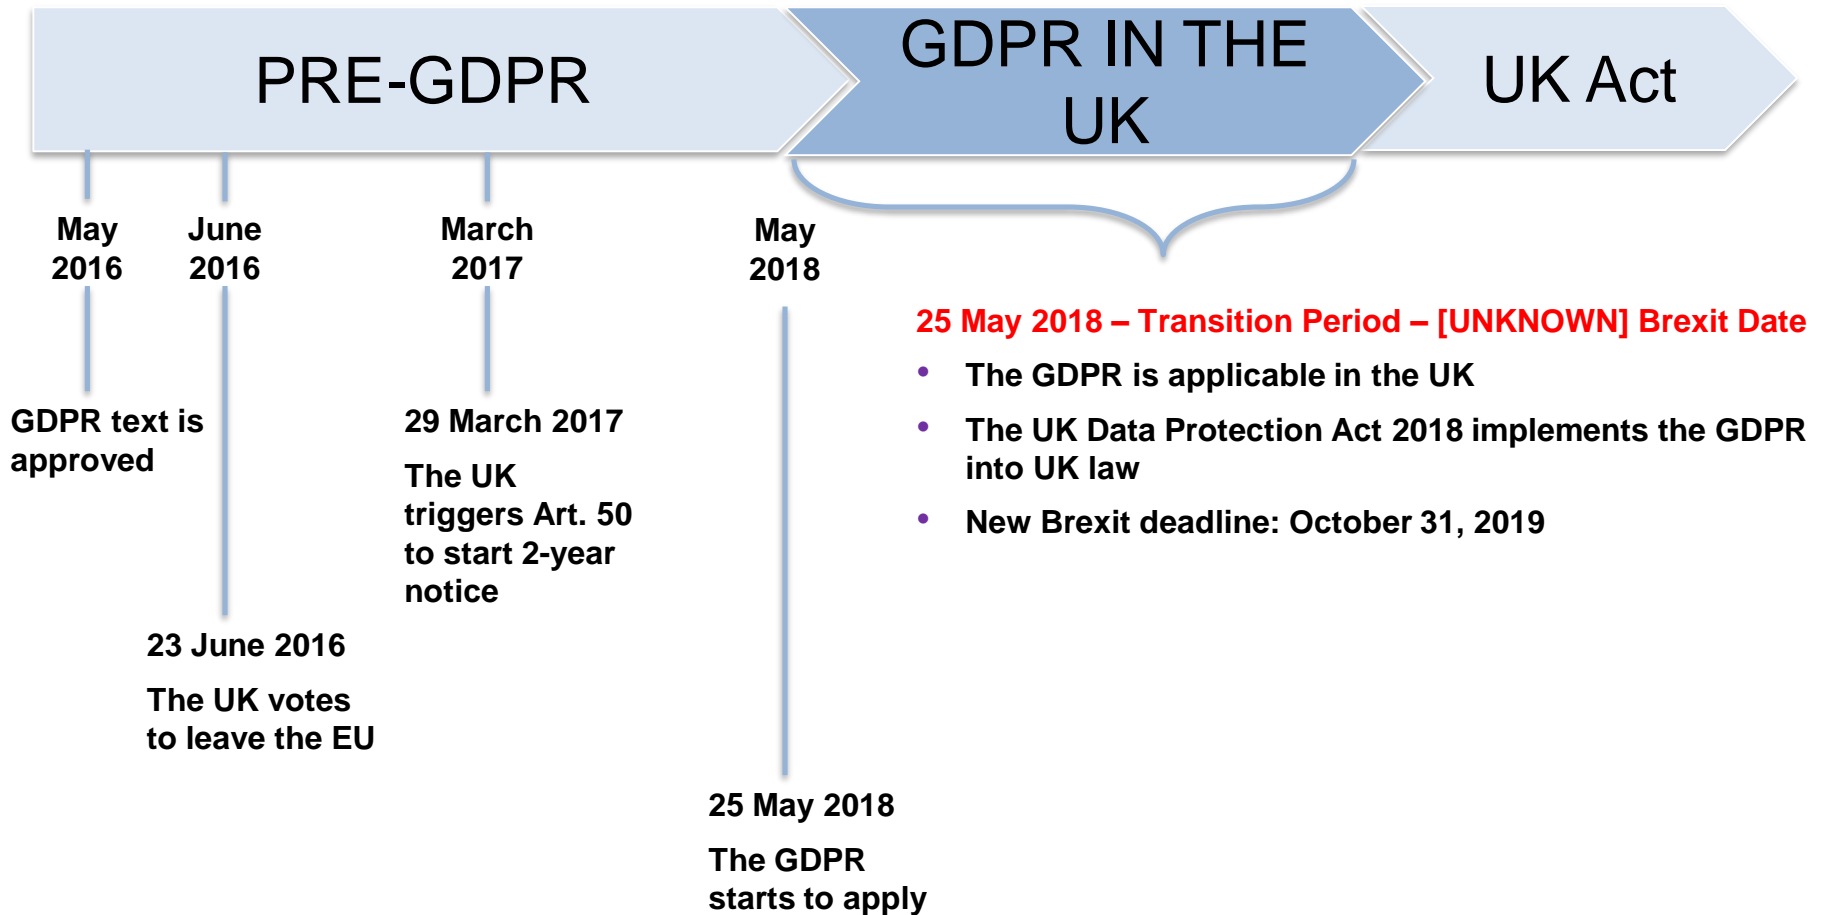 PRE-GDPR
GDPR IN THE
UK
UK Act
May
2016
June
2016
March
2017
May
2018
GDPR text is
approved
23 June 2016
The UK votes
to leave the EU
29 March 2017
The UK
triggers Art. 50
to start 2-year
notice
25 May 2018
The GDPR
starts to apply
25 May 2018 – Transition Period – [UNKNOWN] Brexit Date
• The GDPR is applicable in the UK
• The UK Data Protection Act 2018 implements the GDPR
into UK law
• New Brexit deadline: October 31, 2019